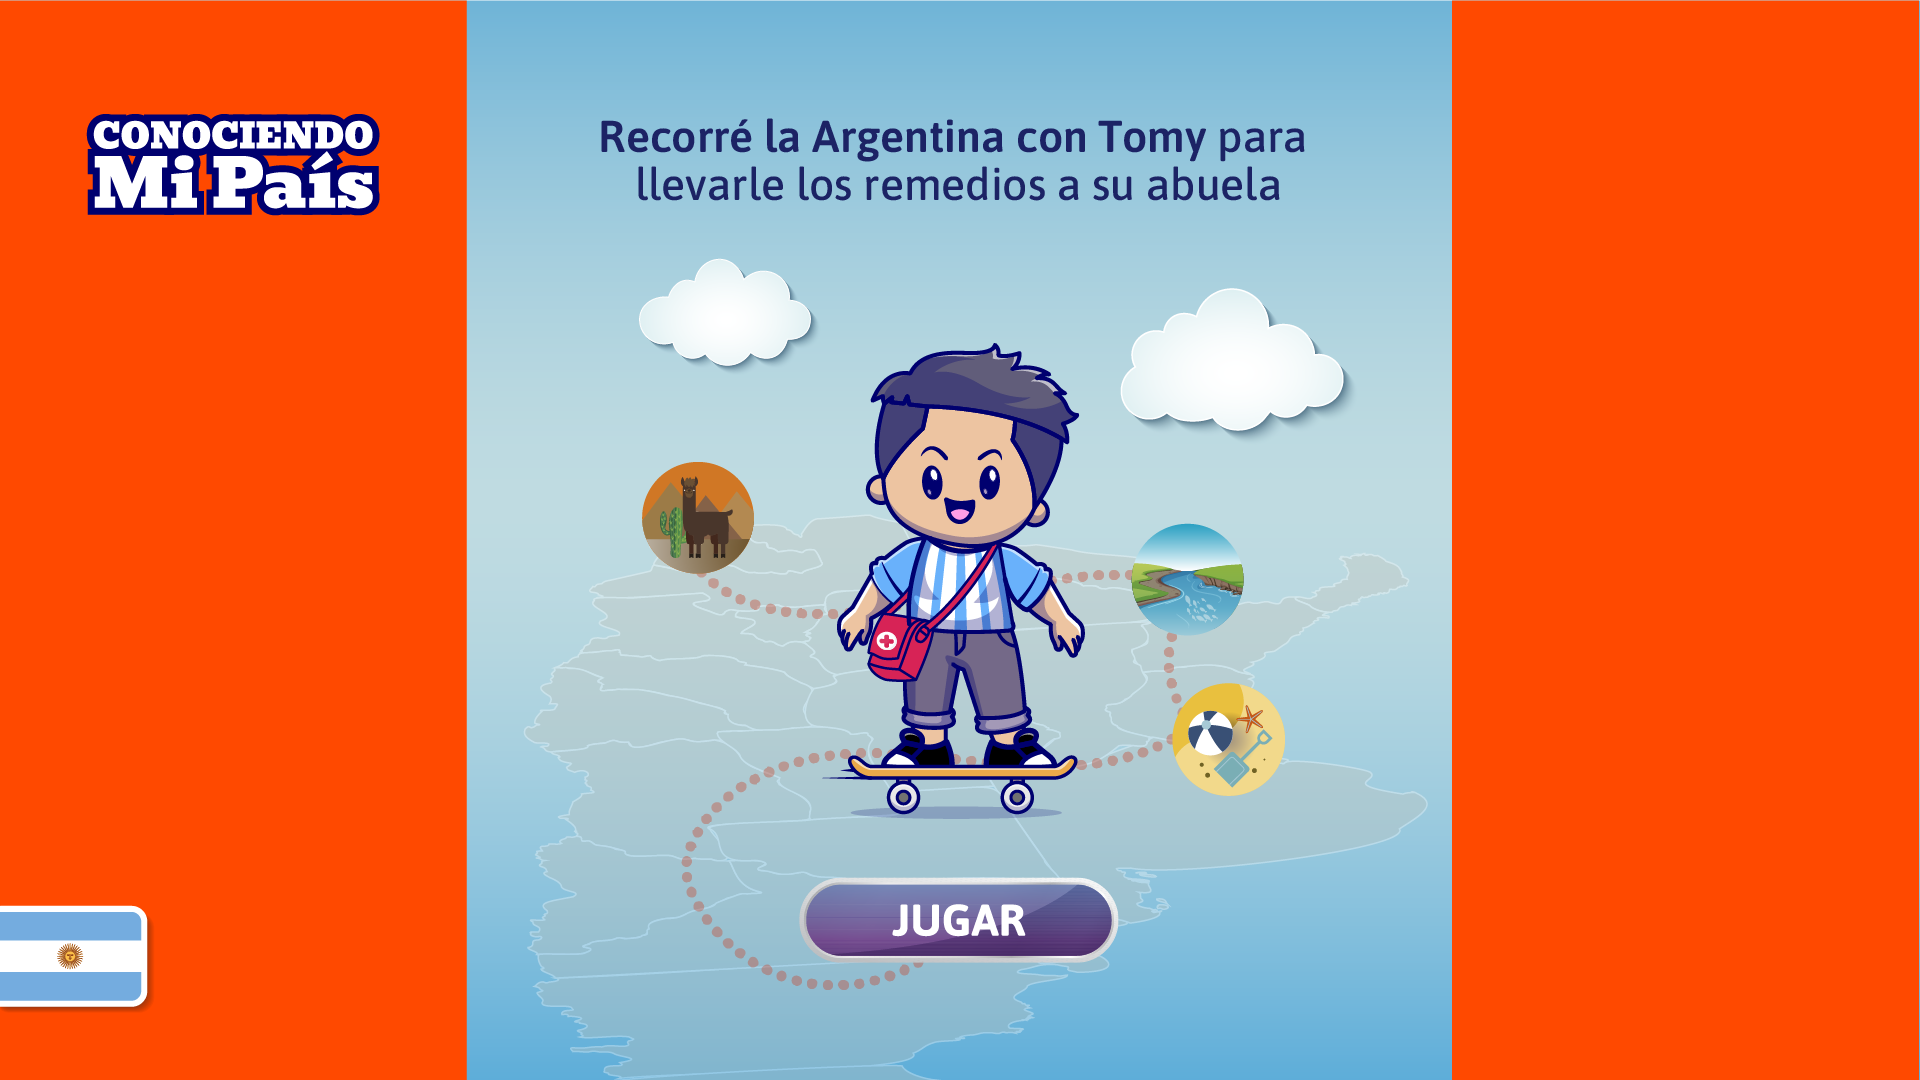 CONOCIENDO
Mi País
Recorré la Argentina con Tomy para
llevarle los remedios a su abuela
JUGAR